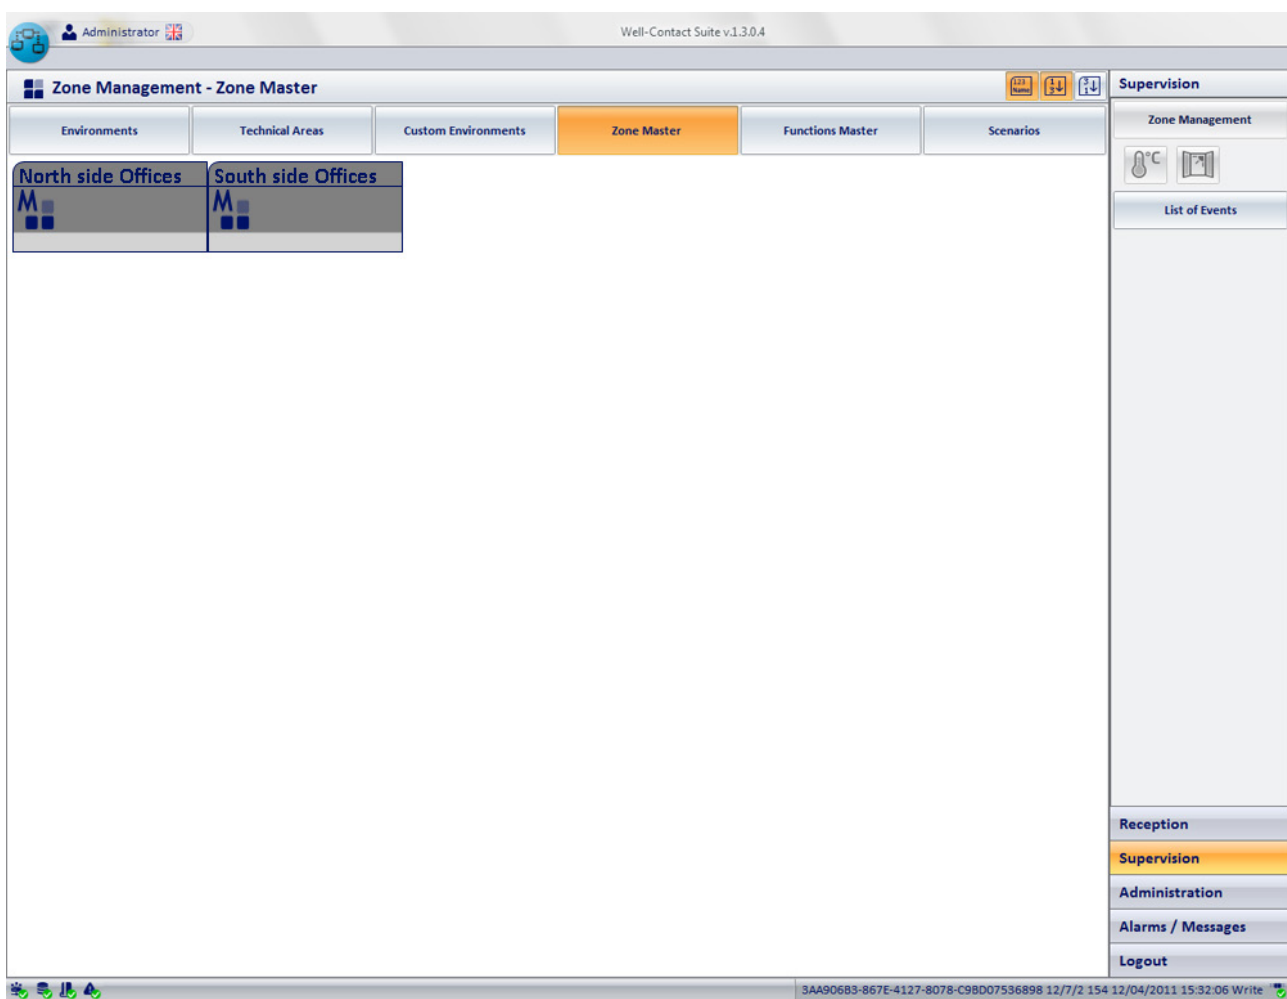 Administrator
Well-Contact Suite v.1.3.0.4
Zone Management - Zone Master
123
Name
Supervision
Environments
Technical Areas
Custom Environments
Zone Master
Functions Master
Scenarios
Zone Management
North side Offices
South side Offices
M
M
°C
List of Events
Reception
Supervision
Administration
Alarms / Messages
Logout
3AA906B3-867E-4127-8078-C9BD07536898 12/7/2 154 12/04/2011 15:32:06 Write